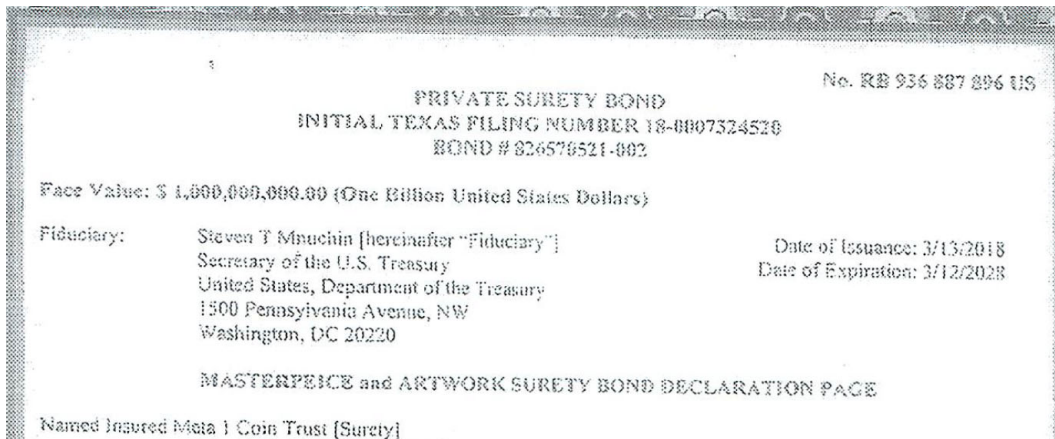 No. RB 936 887 896 US
PRIVATE SURETY BOND
INITIAL TEXAS FILING NUMBER 18-0007324520
BOND # 826570521-002
Face Value: $ 1,000,000,000.00 (One Billion United States Dollars)
Fiduciary: Steven T Mnuchin [hereinafter "Fiduciary"]
Date of Issuance: 3/13/2018
Secretary of the U.S. Treasury
Date of Expiration: 3/12/2028
United States, Department of the Treasury
1500 Pennsylvania Avenue, NW
Washington, DC 20220
MASTERPEICE and ARTWORK SURETY BOND DECLARATION PAGE
Named Insured Meta 1 Coin Trust [Surety]